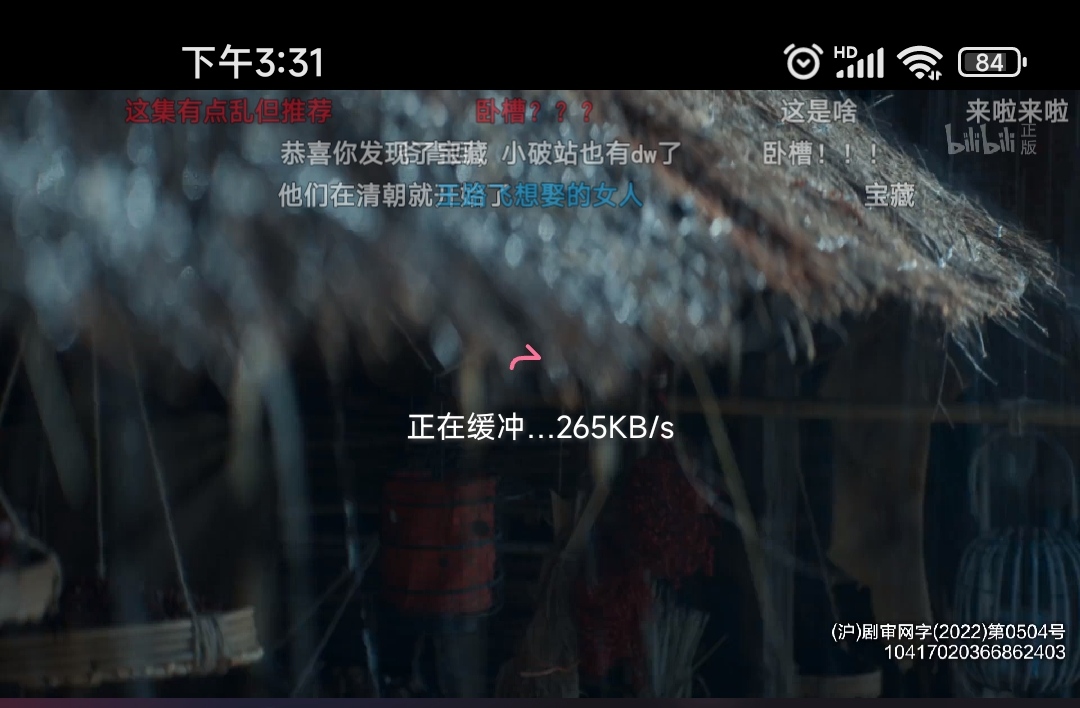 下午3:31
HD
84
这集有点乱但推荐
卧槽？？？
这是啥
来啦来啦
恭喜你发现了宝藏
小破站也有dw了
卧槽！！！
bilibili 正版
他们在清朝就开始了
飞想娶的女人
宝藏
正在缓冲...265KB/s
(沪)剧审网字(2022)第0504号
10417020366862403